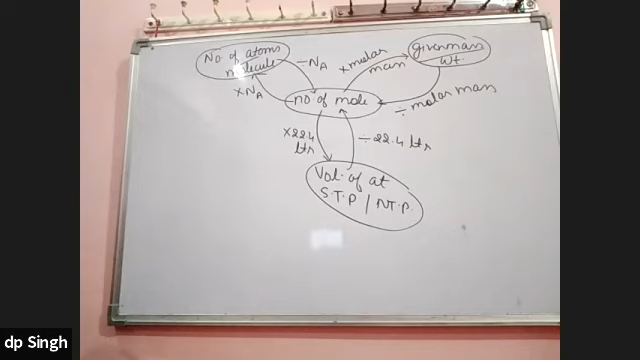 No of atoms
molecule
÷ NA
× molar
mass
given mass
wt.
× NA
no of mole
÷ molar mass
×22.4
ltr
÷ 22.4 ltr
Vol. of at
S.T.P / N.T.P.
dp Singh